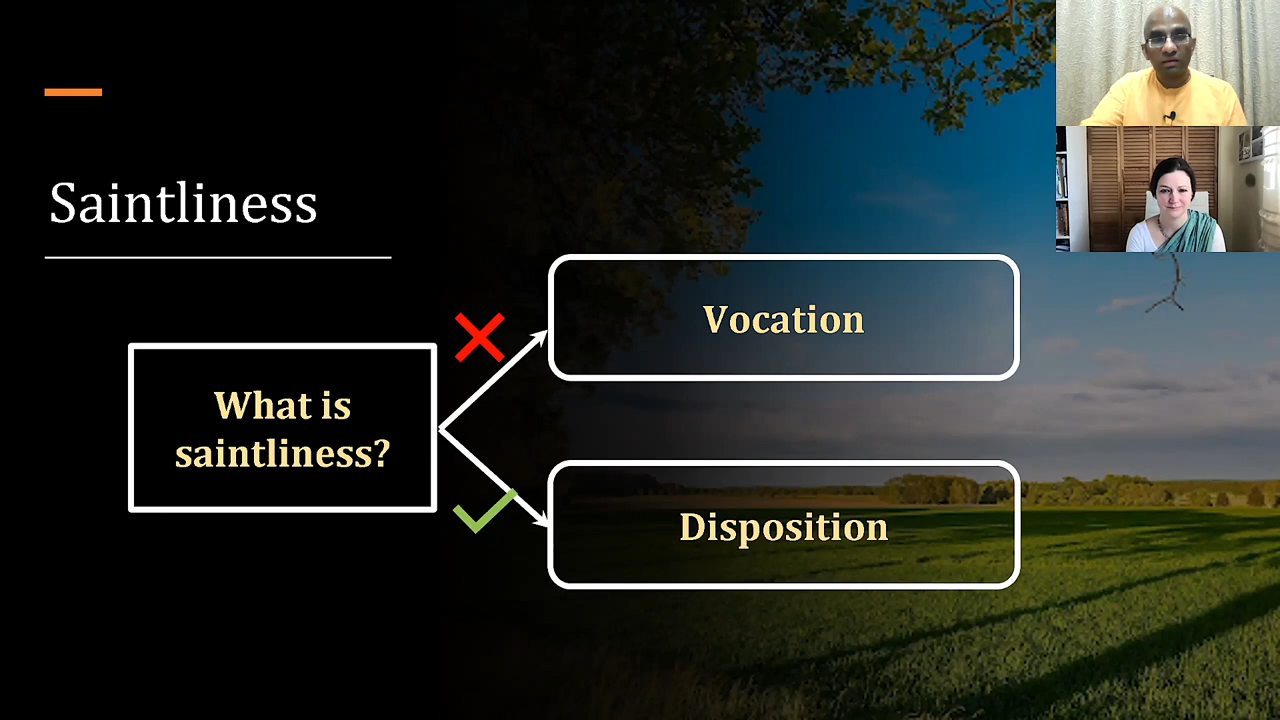 Saintliness
What is
saintliness?
Vocation
Disposition